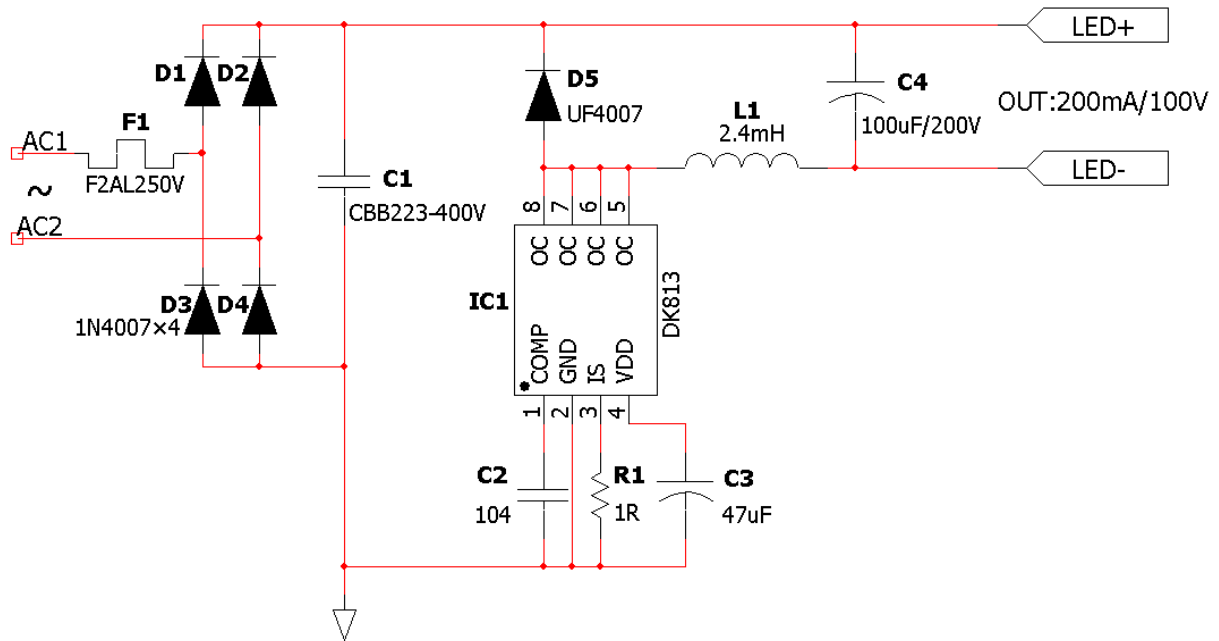 LED+
D1
D2
D5
UF4007
C4
100uF/200V
OUT:200mA/100V
F1
AC1
F2AL250V
~
AC2
L1
2.4mH
LED-
C1
CBB223-400V
8
7
6
5
OC
OC
OC
OC
IC1
DK813
D3
D4
1N4007×4
COMP
GND
IS
VDD
1
2
3
4
C2
104
R1
1R
C3
47uF